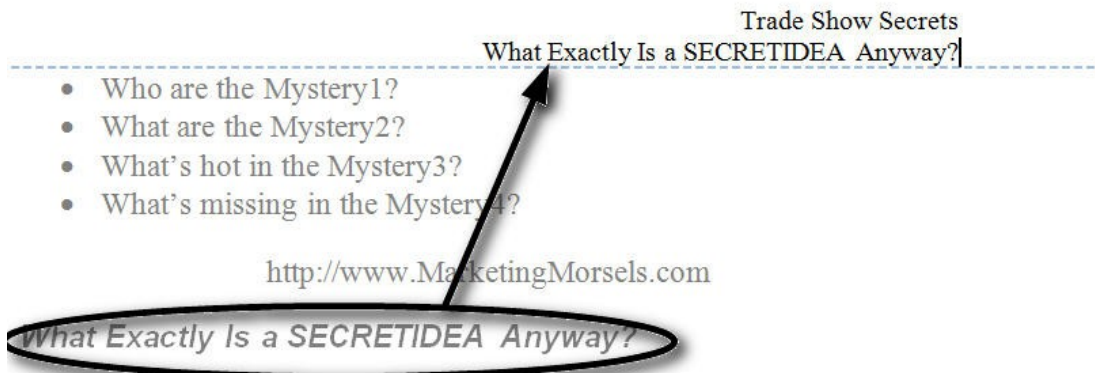 Trade Show Secrets
What Exactly Is a SECRETIDEA Anyway?
• Who are the Mystery1?
• What are the Mystery2?
• What's hot in the Mystery3?
• What's missing in the Mystery4?
http://www.MarketingMorsels.com
What Exactly Is a SECRETIDEA Anyway?